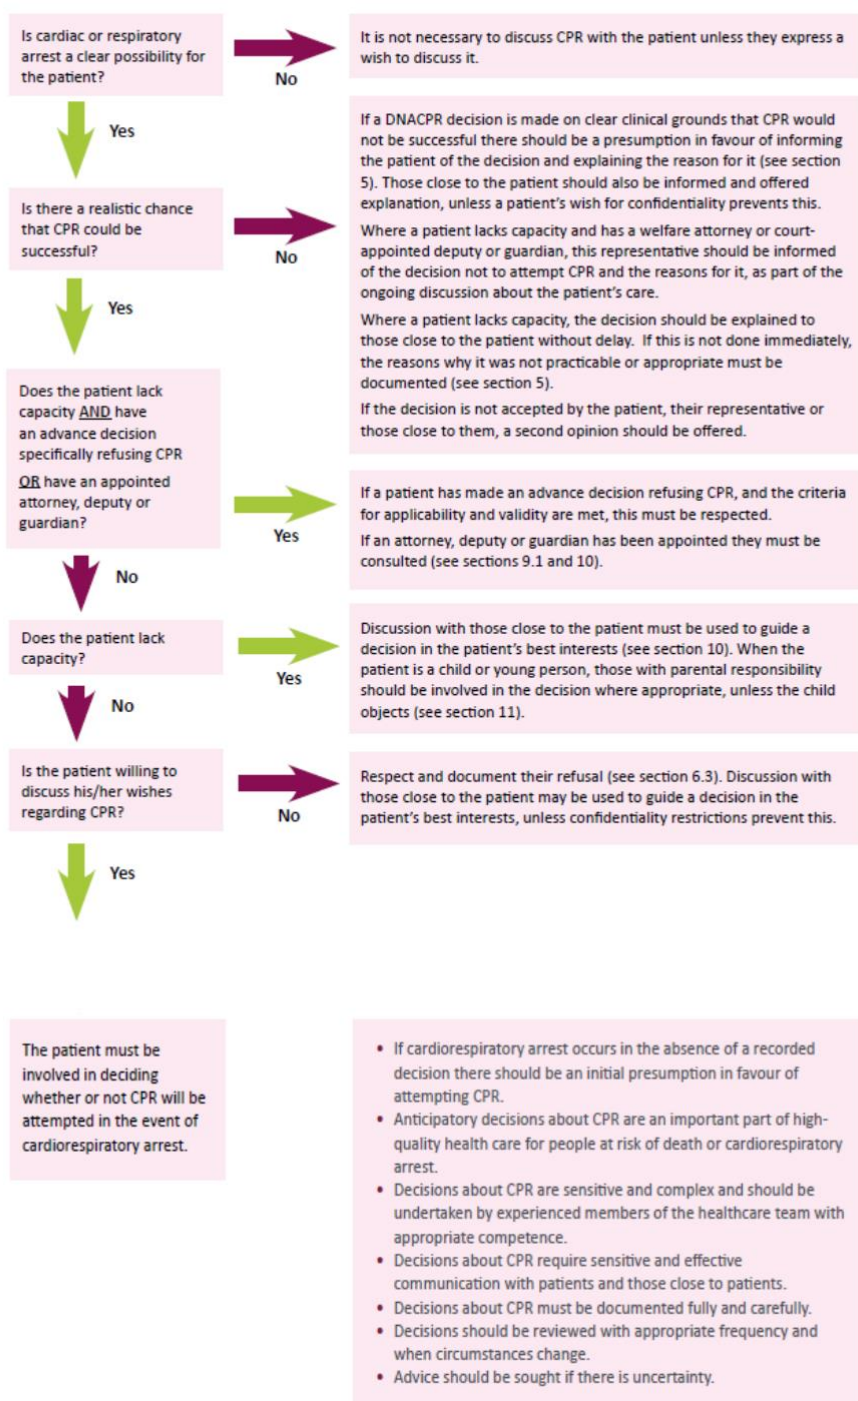 Is cardiac or respiratory
arrest a clear possibility for
the patient?
No
It is not necessary to discuss CPR with the patient unless they express a
wish to discuss it.
Yes
Is there a realistic chance
that CPR could be
successful?
No
If a DNACPR decision is made on clear clinical grounds that CPR would
not be successful there should be a presumption in favour of informing
the patient of the decision and explaining the reason for it (see section
5). Those close to the patient should also be informed and offered
explanation, unless a patient's wish for confidentiality prevents this.
Where a patient lacks capacity and has a welfare attorney or court-
appointed deputy or guardian, this representative should be informed
of the decision not to attempt CPR and the reasons for it, as part of the
ongoing discussion about the patient's care.
Where a patient lacks capacity, the decision should be explained to
those close to the patient without delay. If this is not done immediately,
the reasons why it was not practicable or appropriate must be
documented (see section 5).
If the decision is not accepted by the patient, their representative or
those close to them, a second opinion should be offered.
Yes
Does the patient lack
capacity AND have
an advance decision
specifically refusing CPR
OR have an appointed
attorney, deputy or
guardian?
Yes
If a patient has made an advance decision refusing CPR, and the criteria
for applicability and validity are met, this must be respected.
If an attorney, deputy or guardian has been appointed they must be
consulted (see sections 9.1 and 10).
No
Does the patient lack
capacity?
Yes
Discussion with those close to the patient must be used to guide a
decision in the patient's best interests (see section 10). When the
patient is a child or young person, those with parental responsibility
should be involved in the decision where appropriate, unless the child
objects (see section 11).
No
Is the patient willing to
discuss his/her wishes
regarding CPR?
No
Respect and document their refusal (see section 6.3). Discussion with
those close to the patient may be used to guide a decision in the
patient's best interests, unless confidentiality restrictions prevent this.
Yes
The patient must be
involved in deciding
whether or not CPR will be
attempted in the event of
cardiorespiratory arrest.
• If cardiorespiratory arrest occurs in the absence of a recorded
decision there should be an initial presumption in favour of
attempting CPR.
• Anticipatory decisions about CPR are an important part of high-
quality health care for people at risk of death or cardiorespiratory
arrest.
• Decisions about CPR are sensitive and complex and should be
undertaken by experienced members of the healthcare team with
appropriate competence.
• Decisions about CPR require sensitive and effective
communication with patients and those close to patients.
• Decisions about CPR must be documented fully and carefully.
• Decisions should be reviewed with appropriate frequency and
when circumstances change.
• Advice should be sought if there is uncertainty.